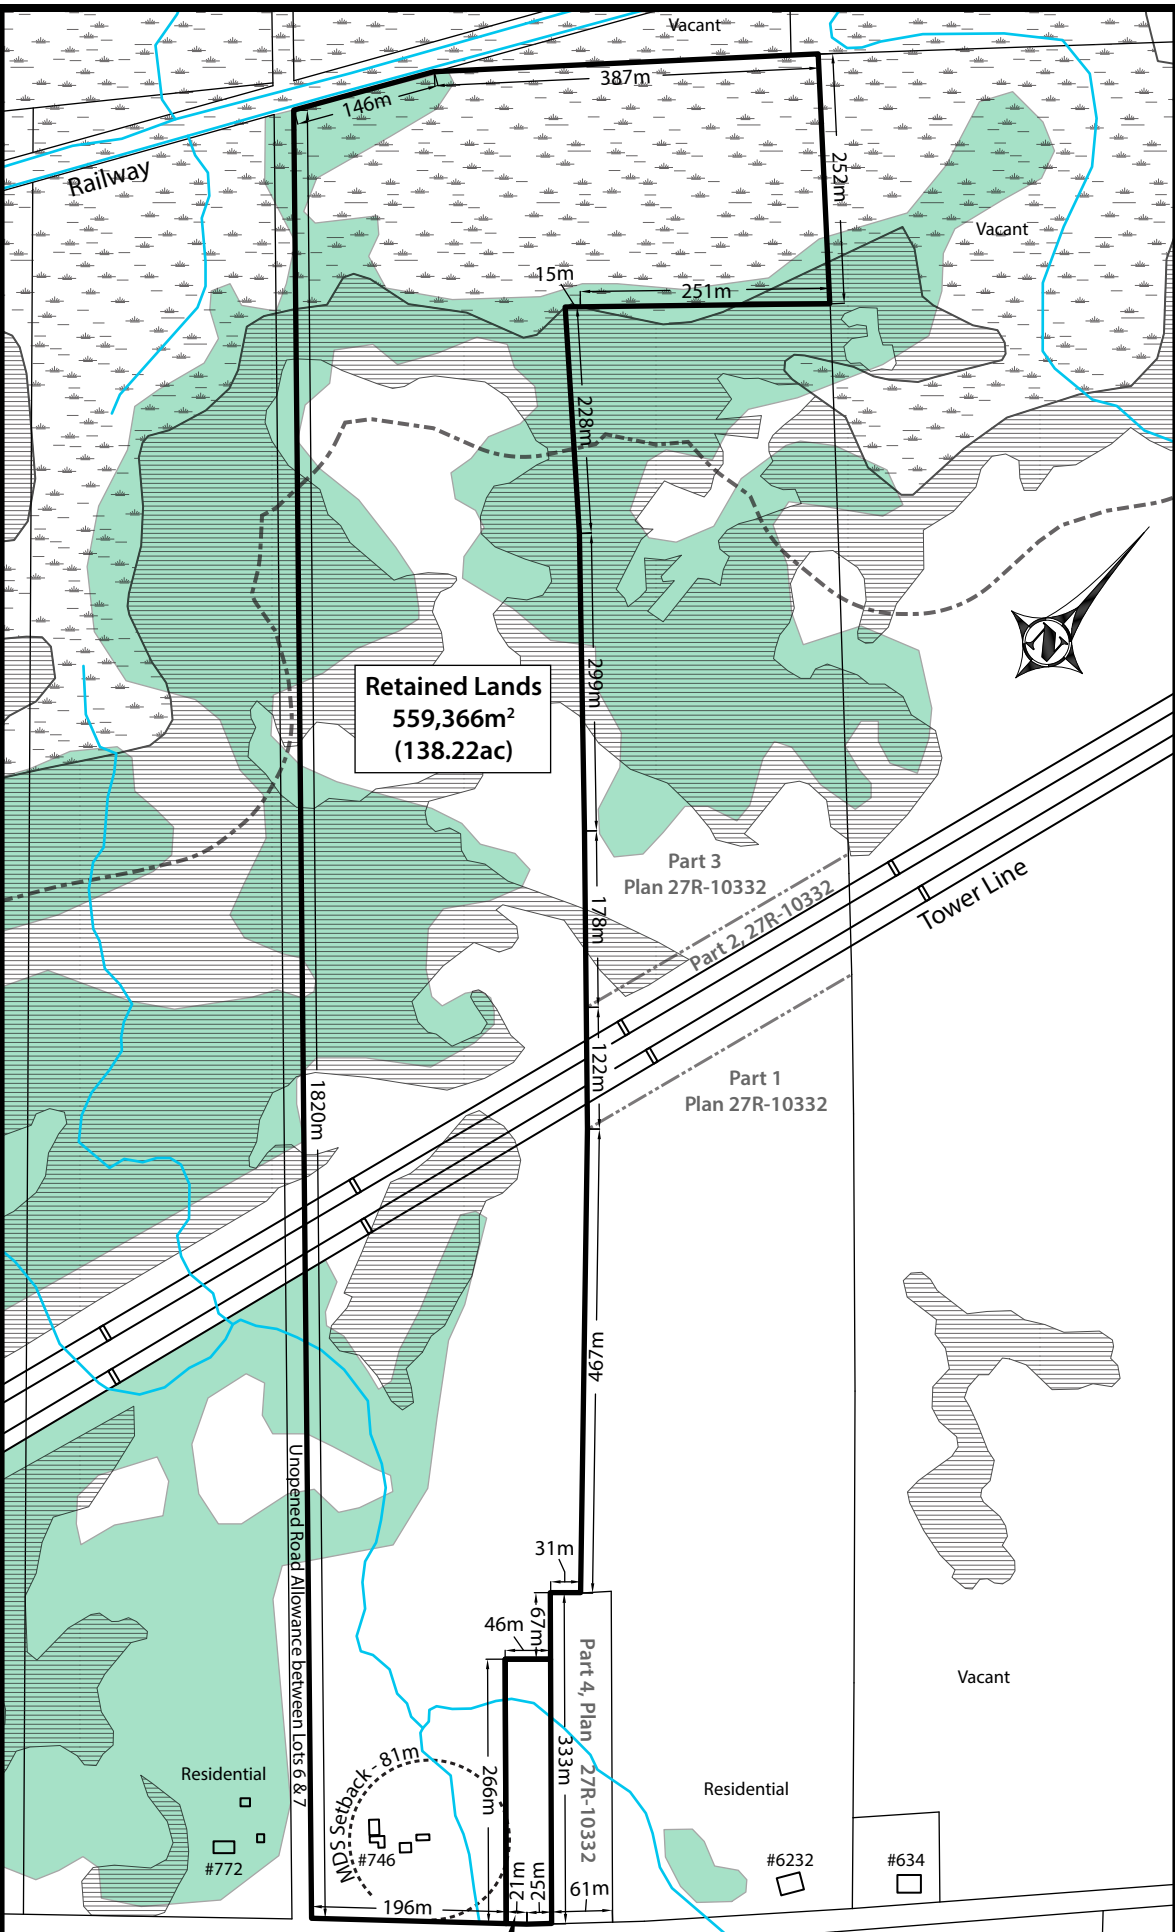 Vacant
387m
146m
Railway
252m
Vacant
15m
251m
228m
N
299m
Retained Lands
559,366m²
(138.22ac)
Part 3
Plan 27R-10332
178m
Part 2, 27R-10332
Tower Line
122m
Part 1
Plan 27R-10332
1820m
467m
Unopened Road Allowance between Lots 6 & 7
31m
46m
67m
Part 4, Plan 27R-10332
333m
Vacant
266m
MDS Setback - 81m
Residential
Residential
#772
#746
#6232
#634
196m
21m
25m
61m